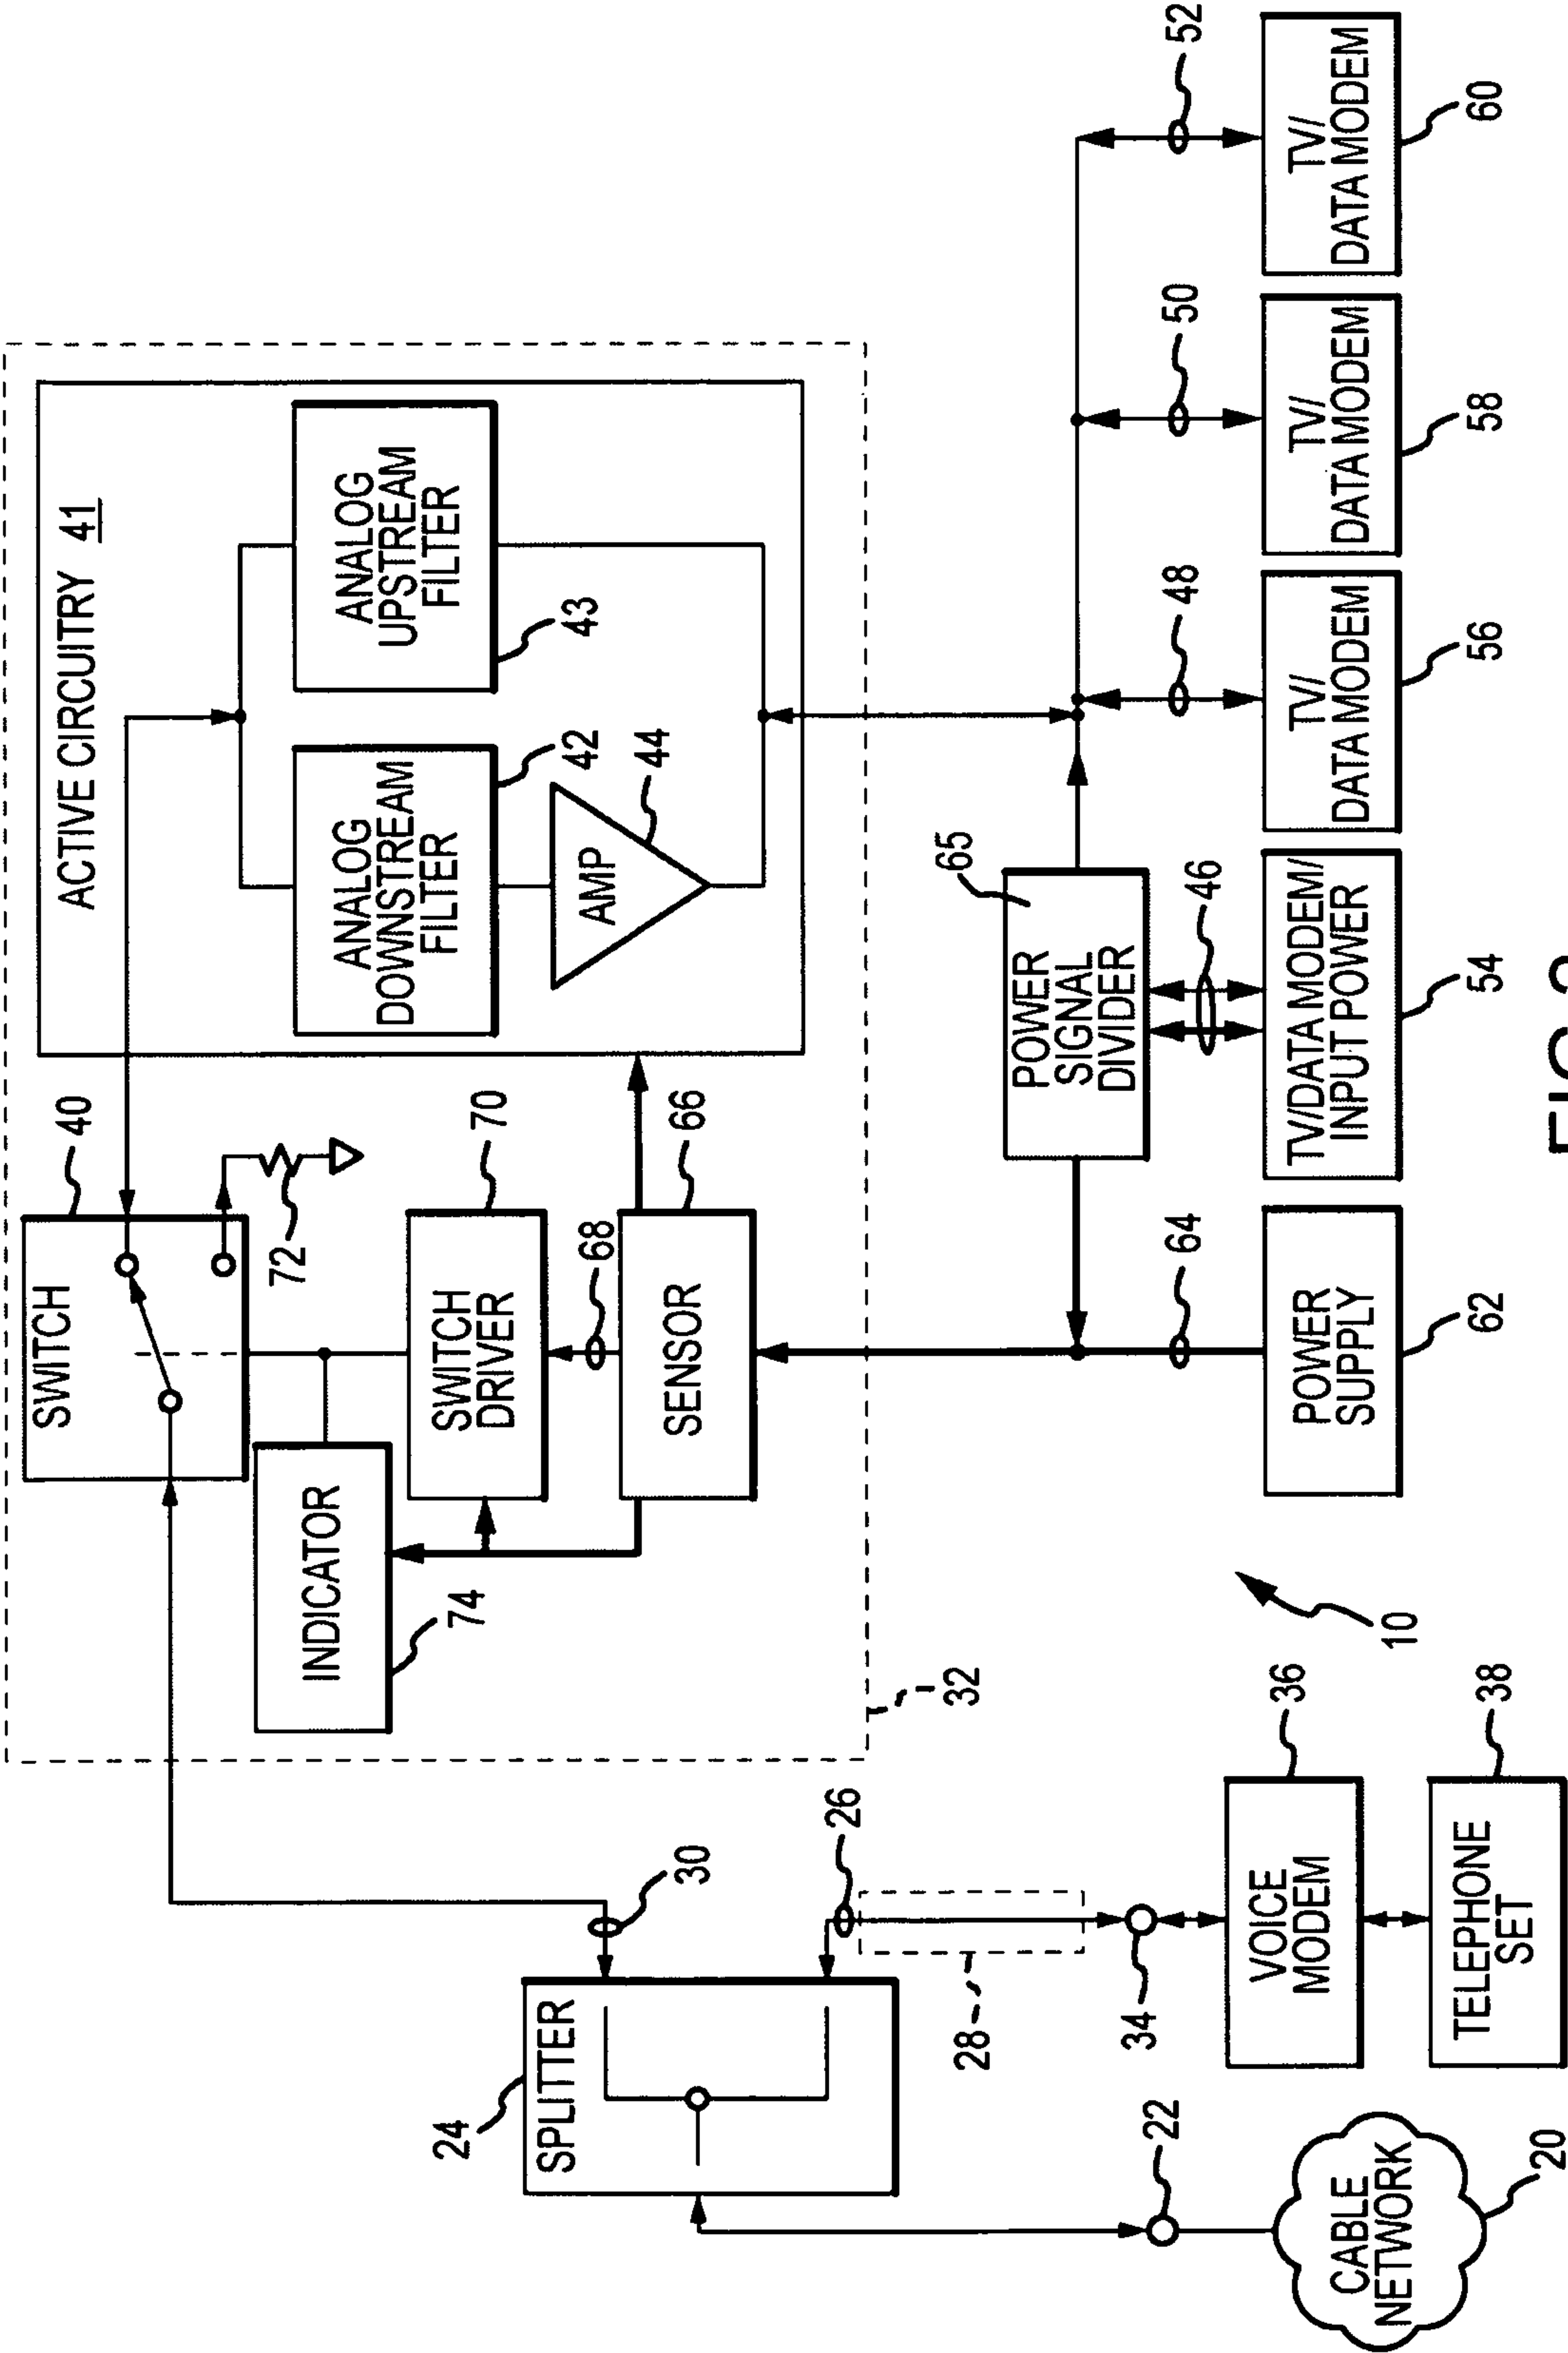 ACTIVE CIRCUITRY 41
ANALOG
DOWNSTREAM
FILTER
42
ANALOG
UPSTREAM
FILTER
43
AMP
44
SWITCH
40
72
INDICATOR
74
SWITCH
DRIVER
70
68
SENSOR
66
32
SPLITTER
24
30
26
28
34
22
CABLE
NETWORK
20
VOICE
MODEM
36
TELEPHONE
SET
38
10
POWER
SIGNAL
DIVIDER
65
POWER
SUPPLY
62
64
TV/DATA MODEM/
INPUT POWER
54
46
TV/
DATA MODEM
56
48
TV/
DATA MODEM
58
50
TV/
DATA MODEM
60
52